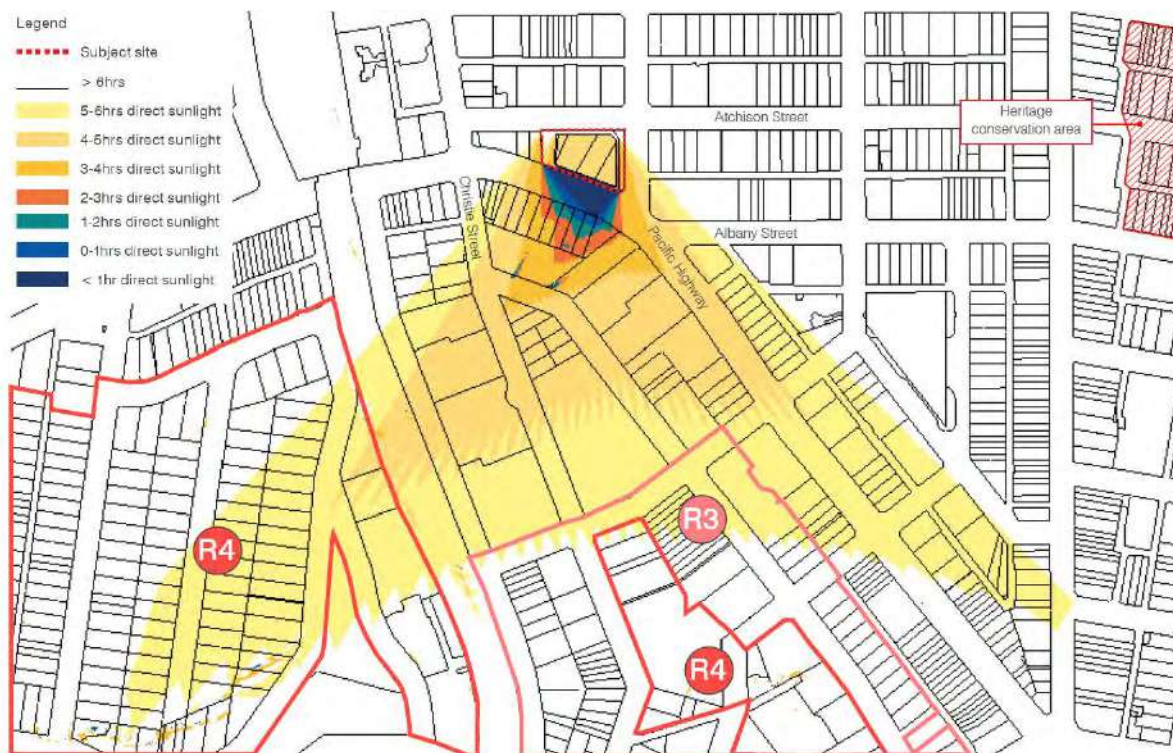 Legend
Subject site
> 6hrs
5-6hrs direct sunlight
4-5hrs direct sunlight
3-4hrs direct sunlight
2-3hrs direct sunlight
1-2hrs direct sunlight
0-1hrs direct sunlight
< 1hr direct sunlight
Atchison Street
Heritage
conservation area
Christie Street
Albany Street
Pacific Highway
R3
R4
R4